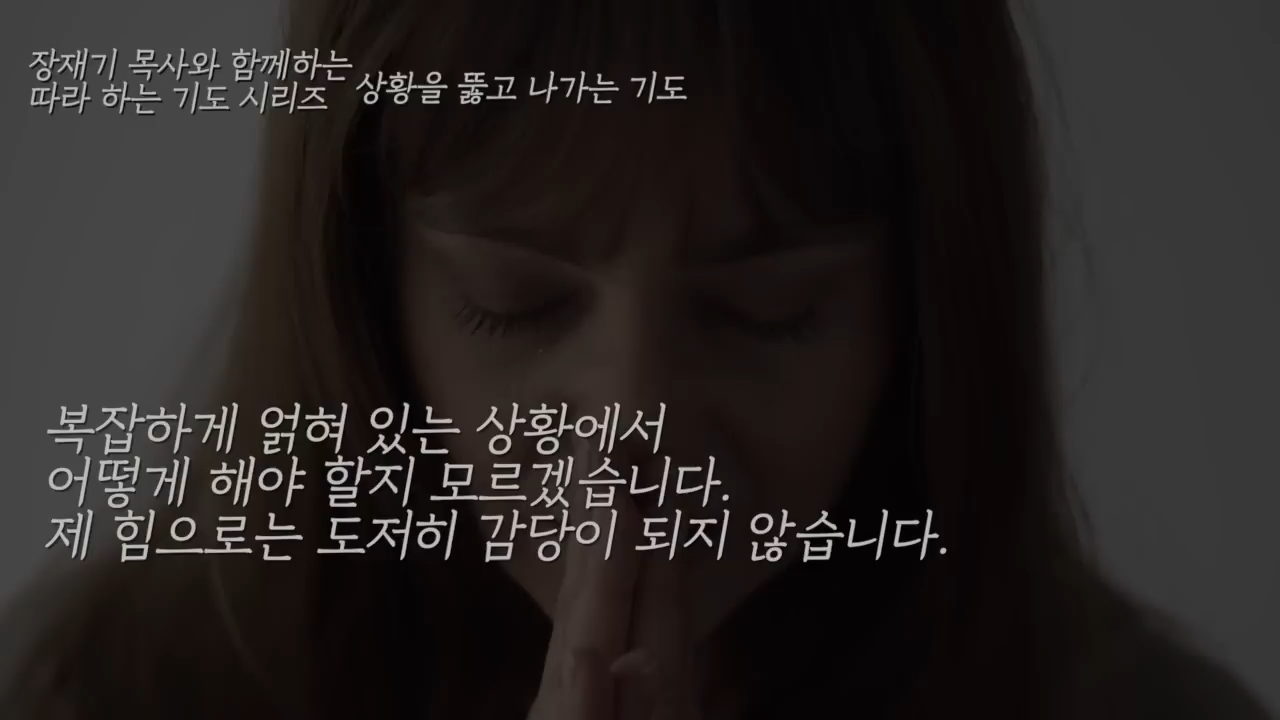 장재기 목사와 함께하는
따라 하는 기도 시리즈
상황을 뚫고 나가는 기도
복잡하게 얽혀 있는 상황에서
어떻게 해야 할지 모르겠습니다.
제 힘으로는 도저히 감당이 되지 않습니다.